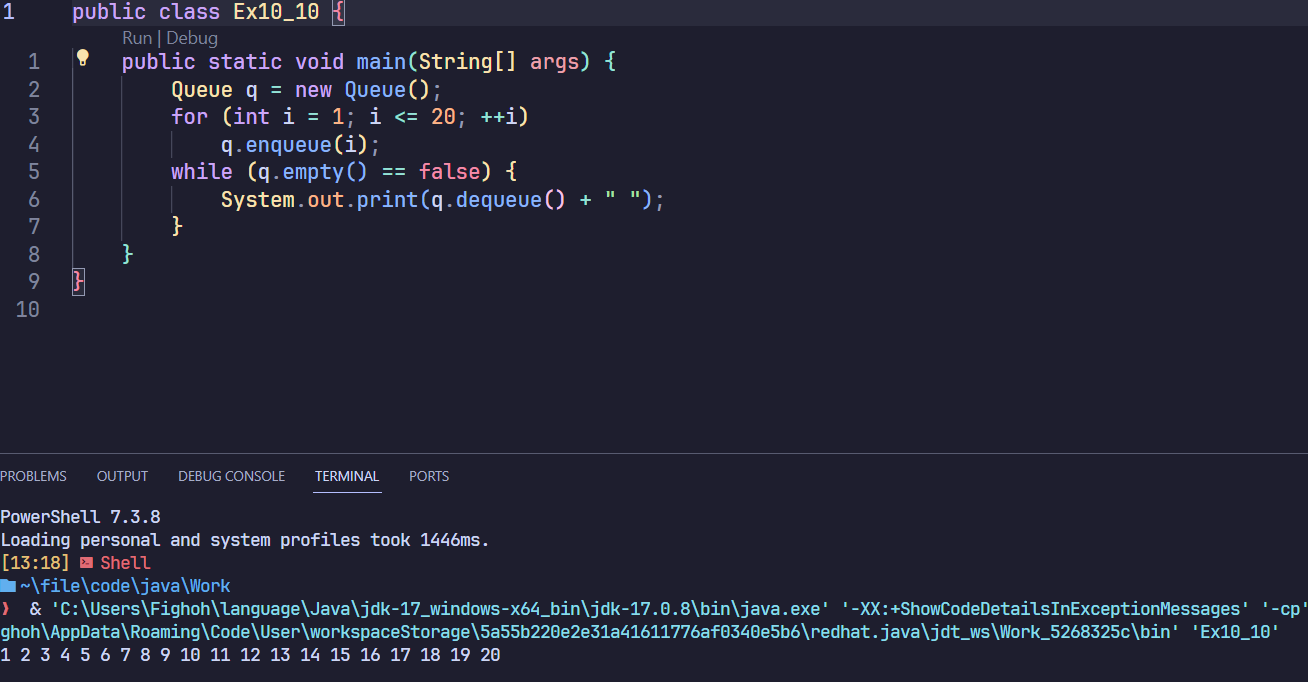 1 public class Ex10_10 {
Run | Debug
1 public static void main(String[] args) {
2 Queue q = new Queue();
3 for (int i = 1; i <= 20; ++i)
4 q.enqueue(i);
5 while (q.empty() == false) {
6 System.out.print(q.dequeue() + " ");
7 }
8 }
9 }
10
PROBLEMS OUTPUT DEBUG CONSOLE TERMINAL PORTS
PowerShell 7.3.8
Loading personal and system profiles took 1446ms.
[13:18] Shell
~\file\code\java\Work
❯ & 'C:\Users\Fighoh\language\Java\jdk-17_windows-x64_bin\jdk-17.0.8\bin\java.exe' '-XX:+ShowCodeDetailsInExceptionMessages' '-cp'
ghoh\AppData\Roaming\Code\User\workspaceStorage\5a55b220e2e31a41611776af0340e5b6\redhat.java\jdt_ws\Work_5268325c\bin' 'Ex10_10'
1 2 3 4 5 6 7 8 9 10 11 12 13 14 15 16 17 18 19 20